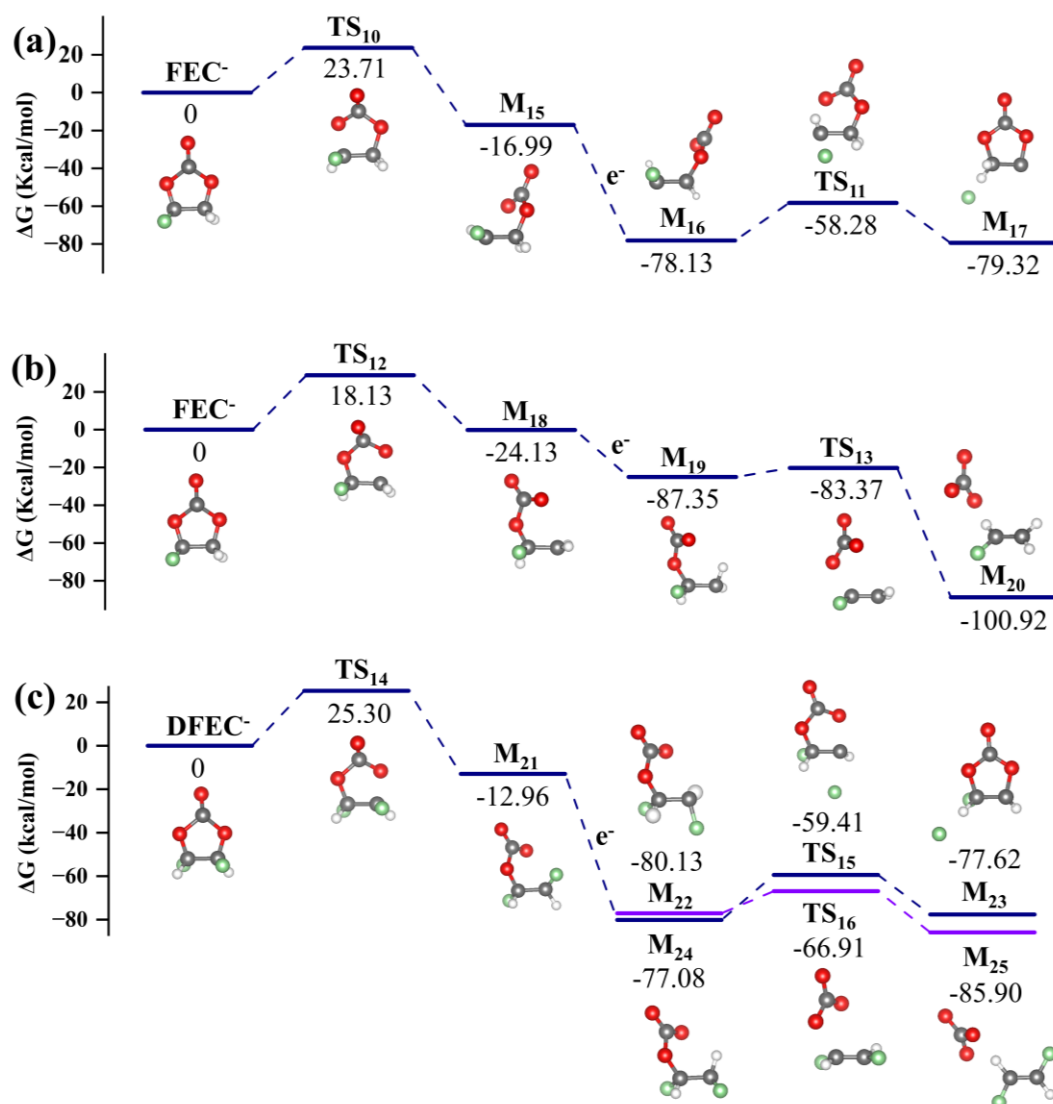 (a)
ΔG (Kcal/mol)
20
0
−20
−40
−60
−80
FEC-
0
TS10
23.71
M15
-16.99
e-
M16
-78.13
TS11
-58.28
M17
-79.32
(b)
ΔG (Kcal/mol)
20
0
−20
−40
−60
−80
FEC-
0
TS12
18.13
M18
-24.13
e-
M19
-87.35
TS13
-83.37
M20
-100.92
(c)
ΔG (kcal/mol)
20
0
−20
−40
−60
−80
DFEC-
0
TS14
25.30
M21
-12.96
e-
-80.13
M22
M24
-77.08
-59.41
TS15
TS16
-66.91
-77.62
M23
M25
-85.90